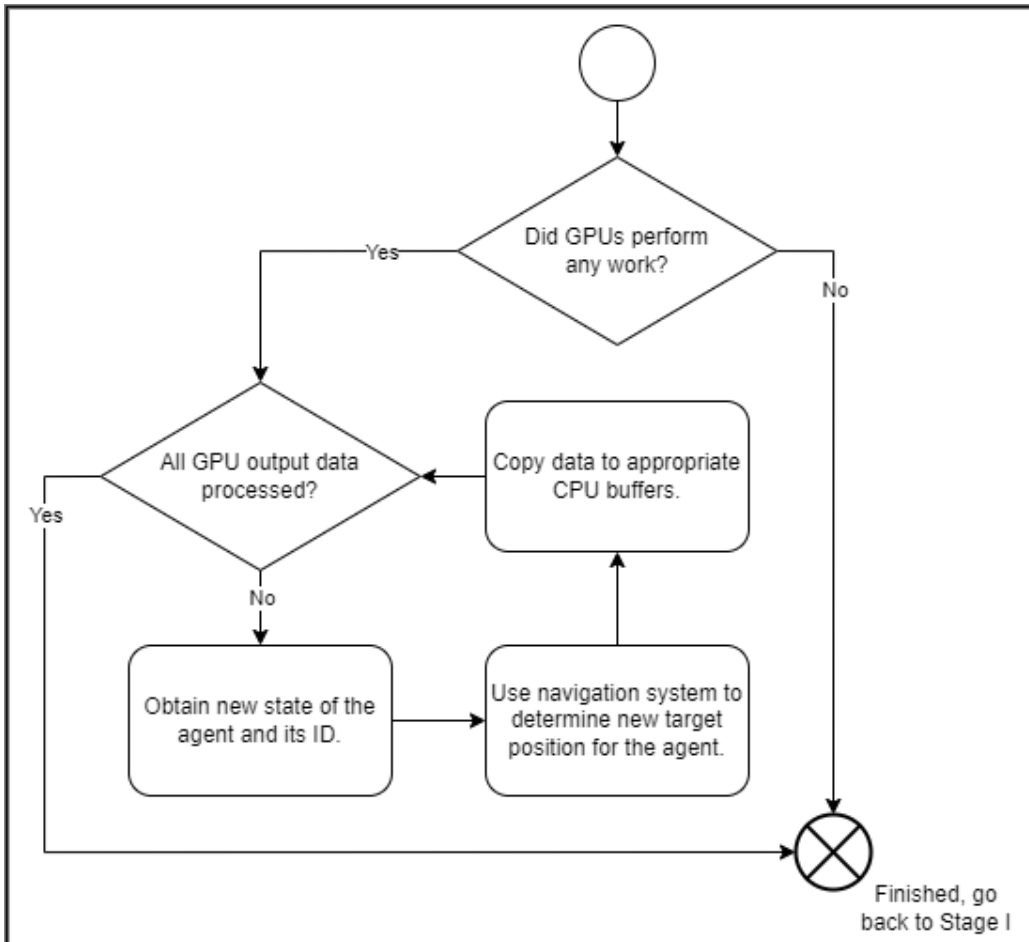 Did GPUs perform
any work?
Yes
No
All GPU output data
processed?
Copy data to appropriate
CPU buffers.
Yes
No
Obtain new state of the
agent and its ID.
Use navigation system to
determine new target
position for the agent.
Finished, go
back to Stage I